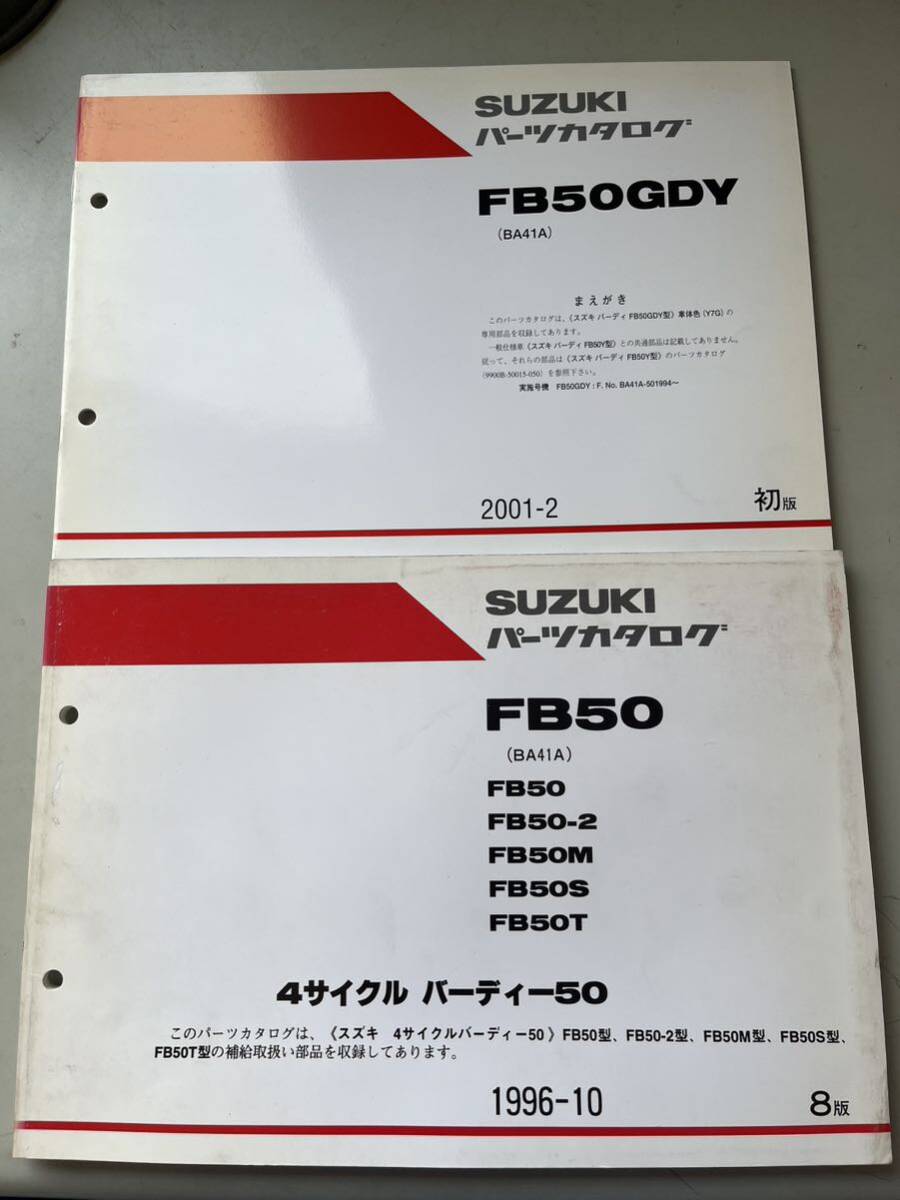 SUZUKI
パーツカタログ
FB50GDY
(BA41A)
まえがき
このパーツカタログは、《スズキ バーディ FB50GDY型》車体色(Y7G)の
専用部品を収録してあります。
一般仕様車《スズキ バーディ FB50Y型》との共通部品は記載してありません。
従って、それらの部品は《スズキ バーディ FB50Y型》のパーツカタログ
(9900B-50015-050)を参照下さい。
実施号機 FB50GDY : F. No. BA41A-501994～
2001-2
初版
SUZUKI
パーツカタログ
FB50
(BA41A)
FB50
FB50-2
FB50M
FB50S
FB50T
4サイクル バーディー50
このパーツカタログは、《スズキ 4サイクルバーディー50》FB50型、FB50-2型、FB50M型、FB50S型、
FB50T型の補給取扱い部品を収録してあります。
1996-10
8版